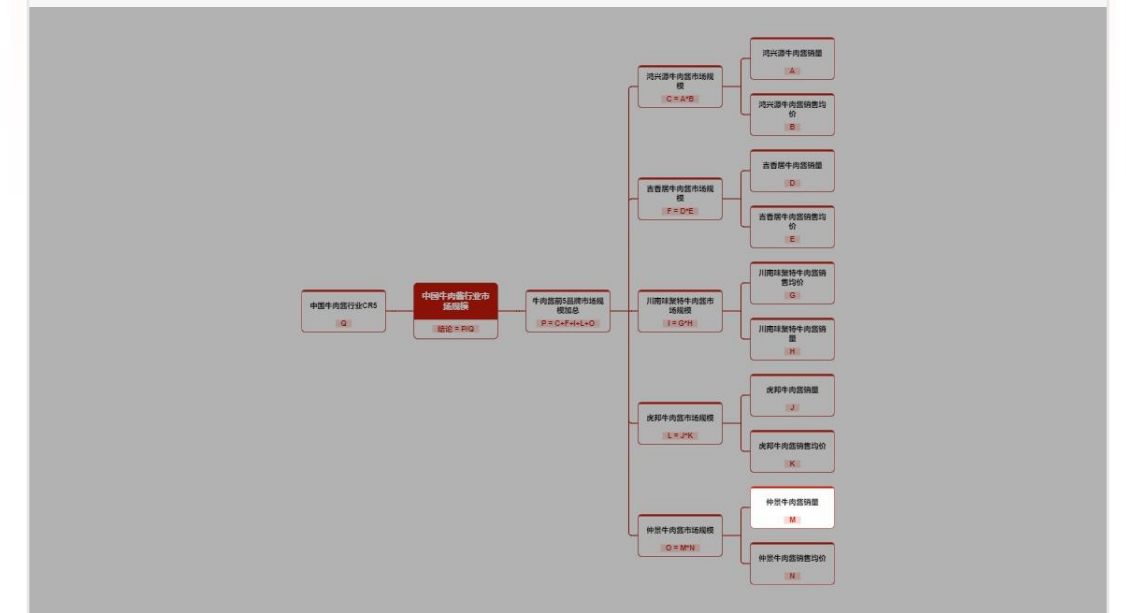 鸿兴源牛肉酱销量
A
鸿兴源牛肉酱市场规
模
C = A*B
鸿兴源牛肉酱销售均
价
B
吉香居牛肉酱销量
D
吉香居牛肉酱市场规
模
F = D*E
吉香居牛肉酱销售均
价
E
中国牛肉酱行业CR5
Q
中国牛肉酱行业市
场规模
结论 = P/Q
牛肉酱前5品牌市场规
模加总
P = C+F+I+L+O
川南味聚特牛肉酱市
场规模
I = G*H
川南味聚特牛肉酱销
售均价
G
川南味聚特牛肉酱销
量
H
虎邦牛肉酱销量
J
虎邦牛肉酱市场规模
L = J*K
虎邦牛肉酱销售均价
K
仲景牛肉酱销量
M
仲景牛肉酱市场规模
O = M*N
仲景牛肉酱销售均价
N